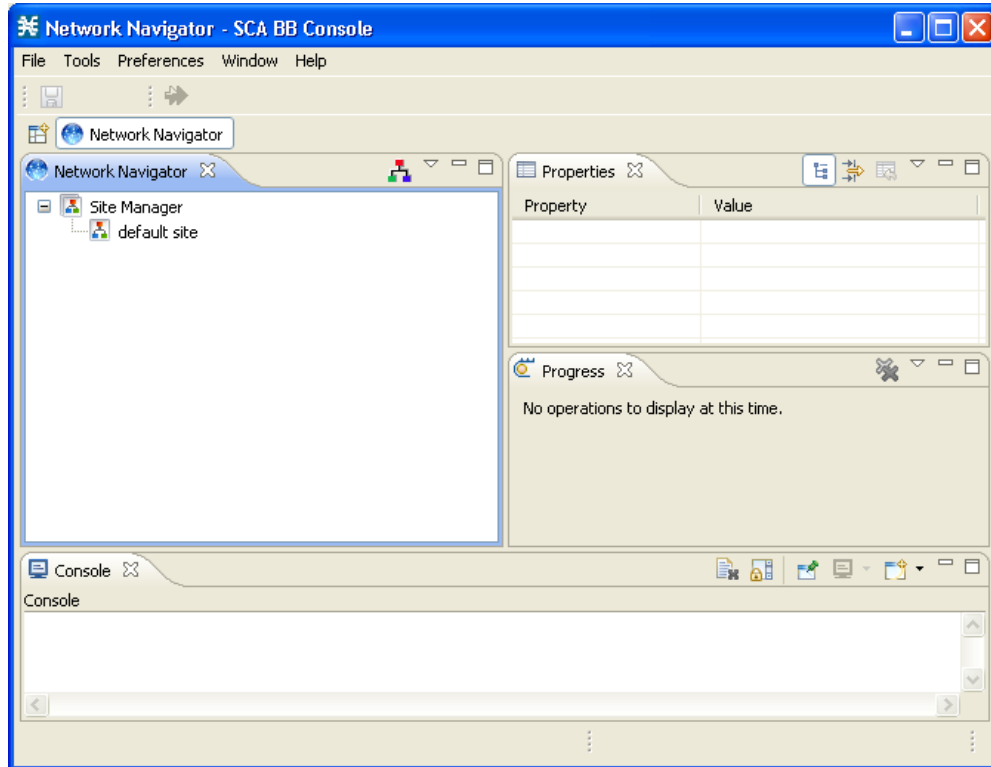 Network Navigator - SCA BB Console
File Tools Preferences Window Help
Network Navigator
Network Navigator
Site Manager
default site
Properties
Property Value
Progress
No operations to display at this time.
Console
Console